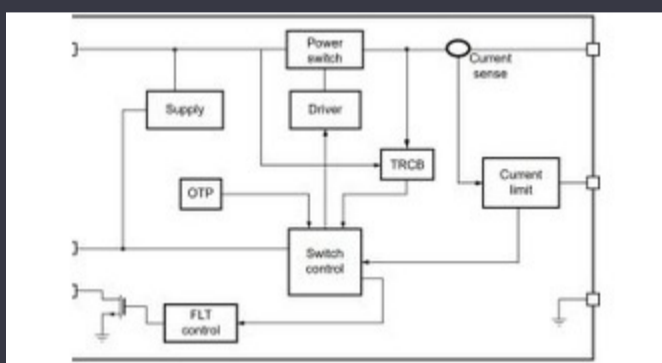 Power
switch
Current
sense
Supply
Driver
TRCB
Current
limit
OTP
Switch
control
FLT
control